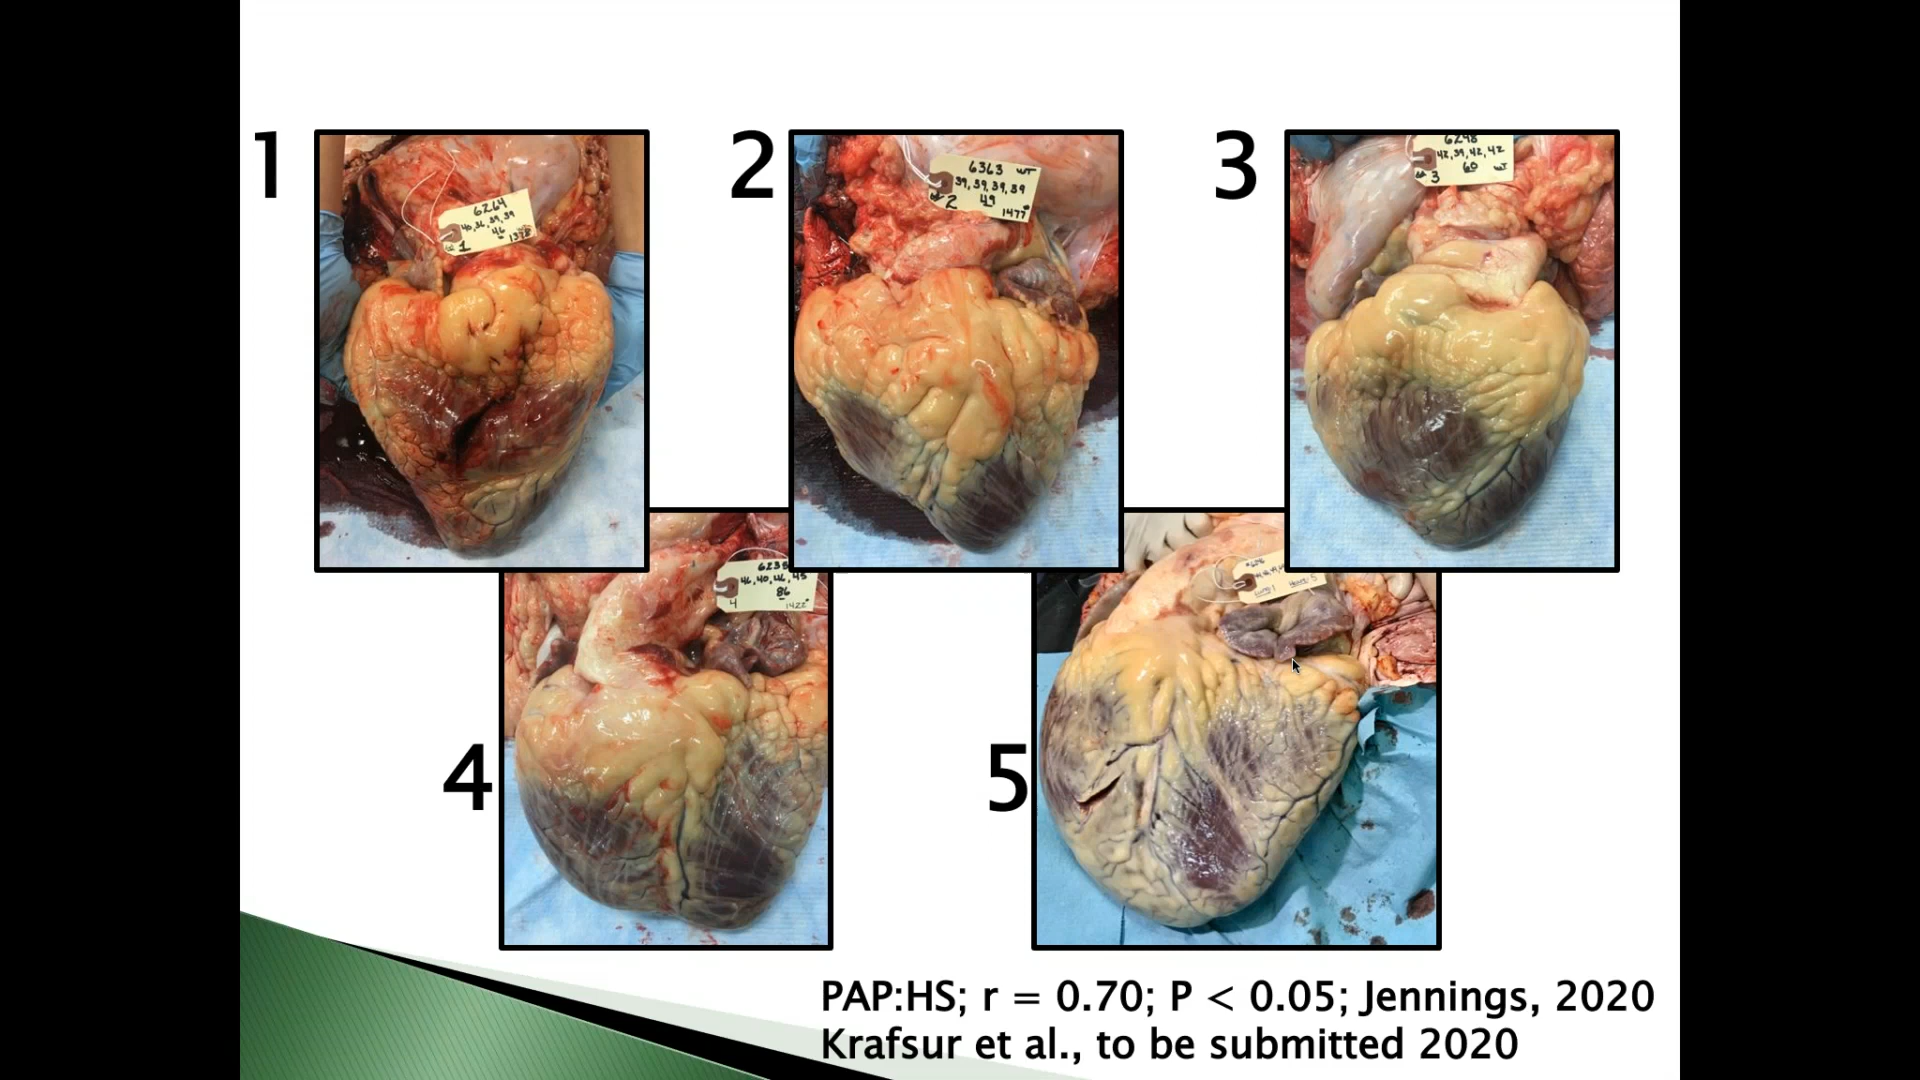 1
2
3
6264
40, 36, 39, 39
46
1
6363 WT
39, 39, 39, 39
2 49
1477#
6298
42, 39, 42, 42
60 WT
3
4
5
46, 40, 46, 45
86
4 1422#
PAP:HS; r = 0.70; P < 0.05; Jennings, 2020
Krafsur et al., to be submitted 2020